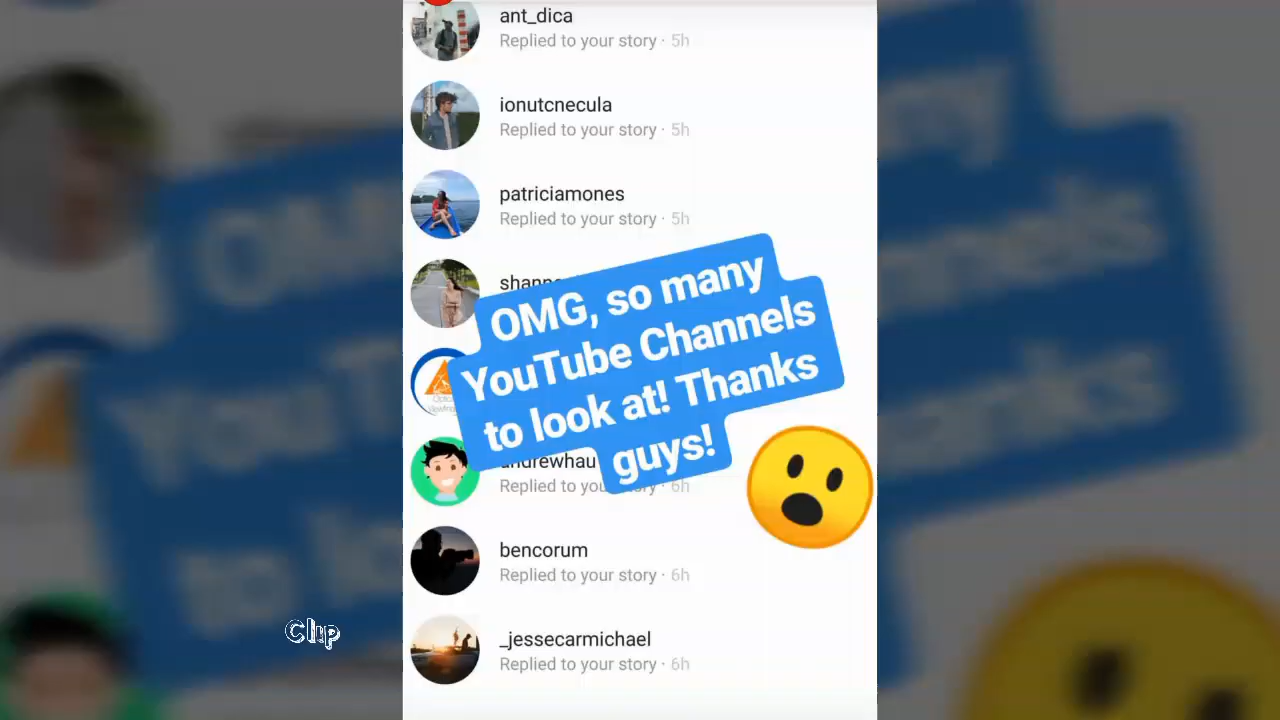 ant_dica
Replied to your story · 5h
ionutcnecula
Replied to your story · 5h
patriciamones
Replied to your story · 5h
OMG, so many
YouTube Channels
to look at! Thanks
guys!
andrewhau
Replied to you story · 6h
bencorum
Replied to your story · 6h
_jessecarmichael
Replied to your story · 6h
Clip